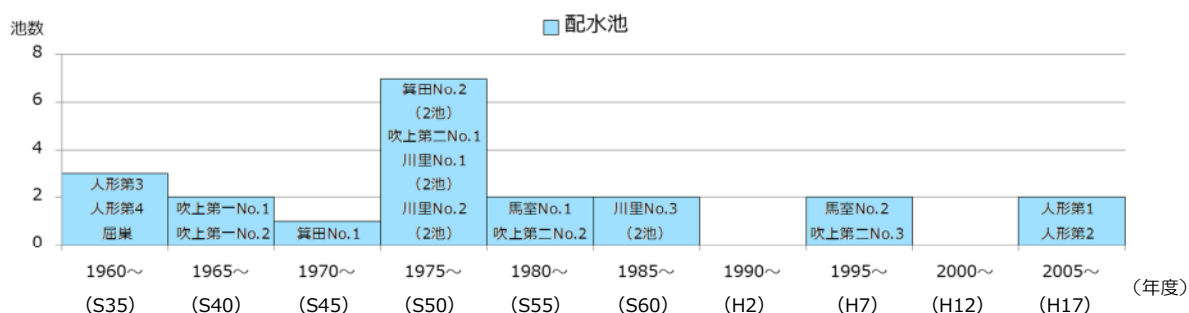 池数
配水池
8
6
4
2
0
人形第3
人形第4
屈巣
吹上第一No.1
吹上第一No.2
箕田No.1
箕田No.2
（2池）
吹上第二No.1
川里No.1
（2池）
川里No.2
（2池）
馬室No.1
吹上第二No.2
川里No.3
（2池）
馬室No.2
吹上第二No.3
人形第1
人形第2
1960～ 1965～ 1970～ 1975～ 1980～ 1985～ 1990～ 1995～ 2000～ 2005～
（S35） （S40） （S45） （S50） （S55） （S60） （H2） （H7） （H12） （H17）
（年度）